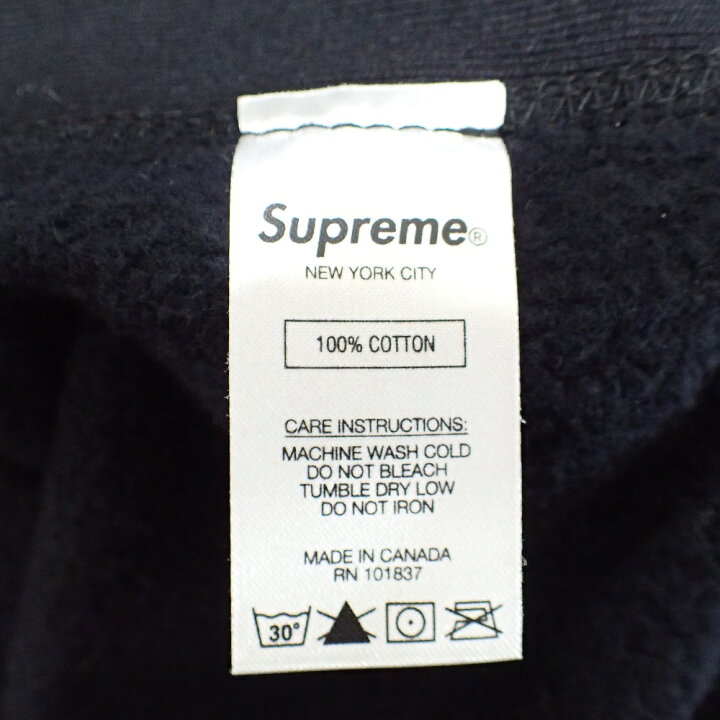 Supreme®
NEW YORK CITY
100% COTTON
CARE INSTRUCTIONS:
MACHINE WASH COLD
DO NOT BLEACH
TUMBLE DRY LOW
DO NOT IRON
MADE IN CANADA
RN 101837
30°